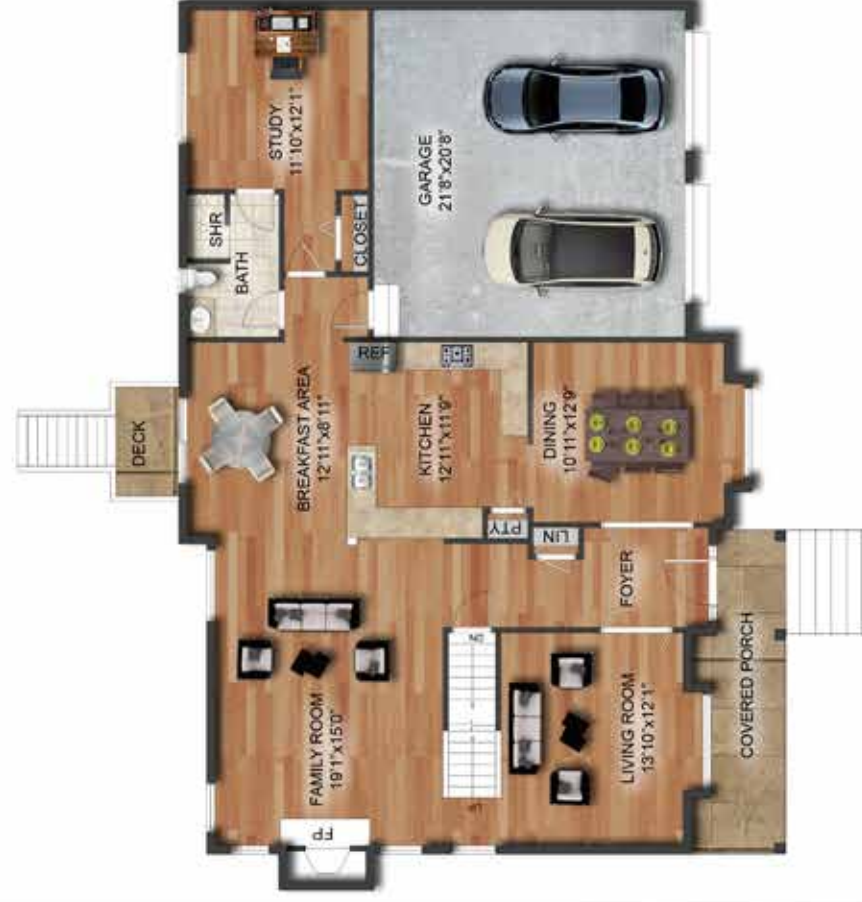 STUDY
11'10"x12'1"
GARAGE
21'8"x20'8"
SHR
BATH
CLOSET
REF
DECK
BREAKFAST AREA
12'11"x8'11"
KITCHEN
12'11"x11'9"
DINING
10'11"x12'9"
PTY
LIN
FOYER
COVERED PORCH
DN
FAMILY ROOM
19'1"x15'0"
LIVING ROOM
13'10"x12'1"
FP